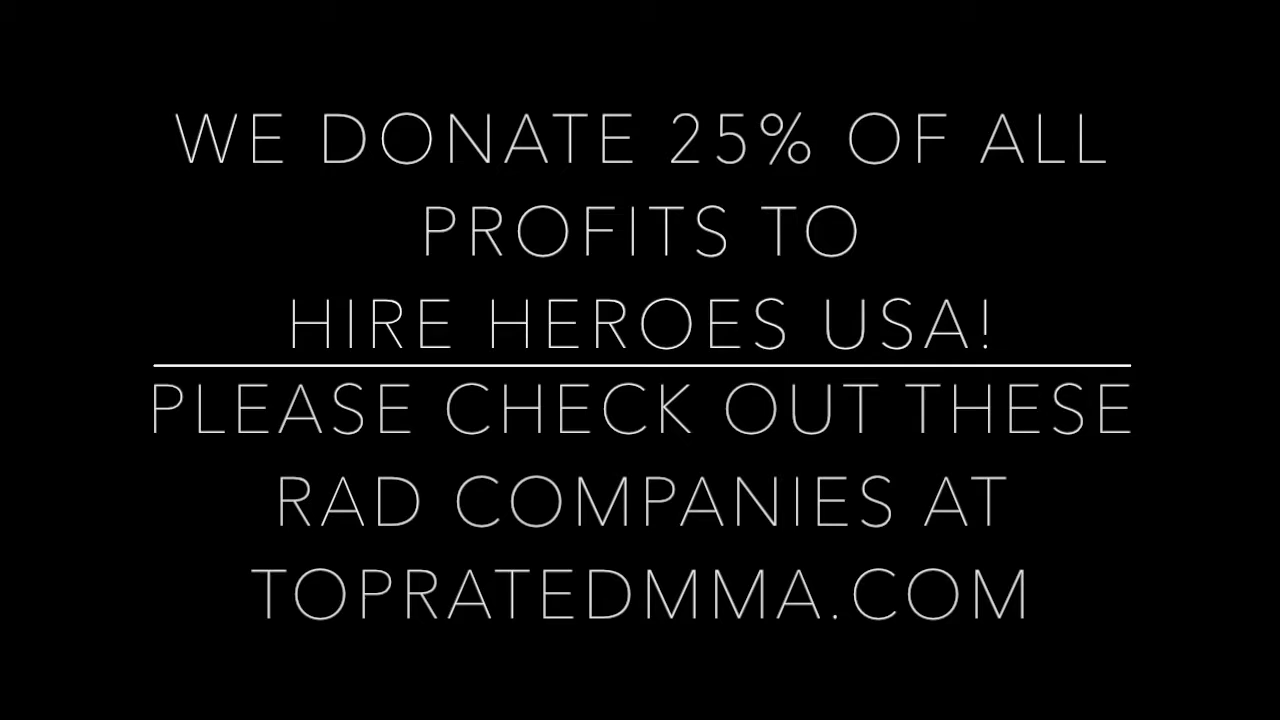 WE DONATE 25% OF ALL
PROFITS TO
HIRE HEROES USA!
PLEASE CHECK OUT THESE
RAD COMPANIES AT
TOPRATEDMMA.COM